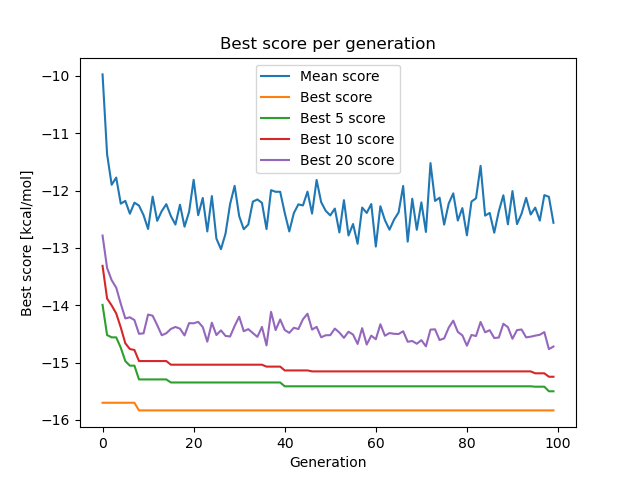 Best score per generation
Mean score
Best score
Best 5 score
Best 10 score
Best 20 score
−10
−11
−12
−13
−14
−15
−16
Best score [kcal/mol]
0
20
40
60
80
100
Generation